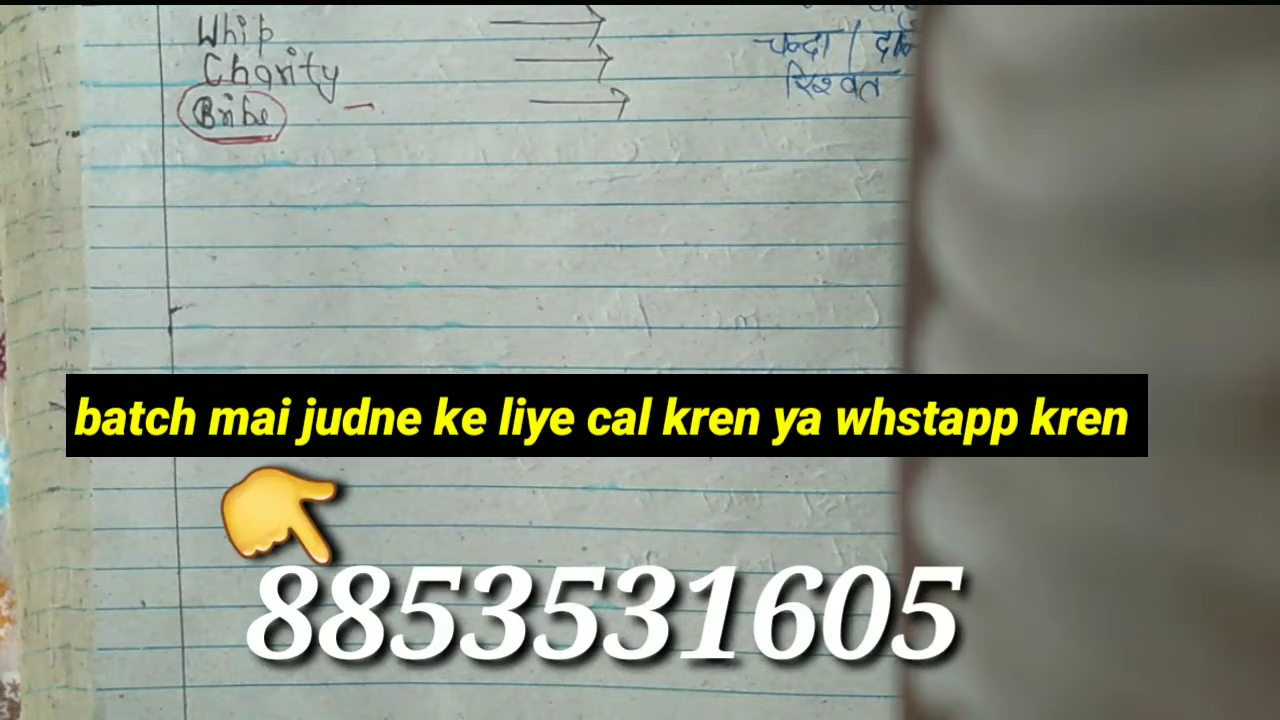 Whip →
Charity → चन्दा / दान
Bribe – → रिश्वत
batch mai judne ke liye cal kren ya whstapp kren
8853531605